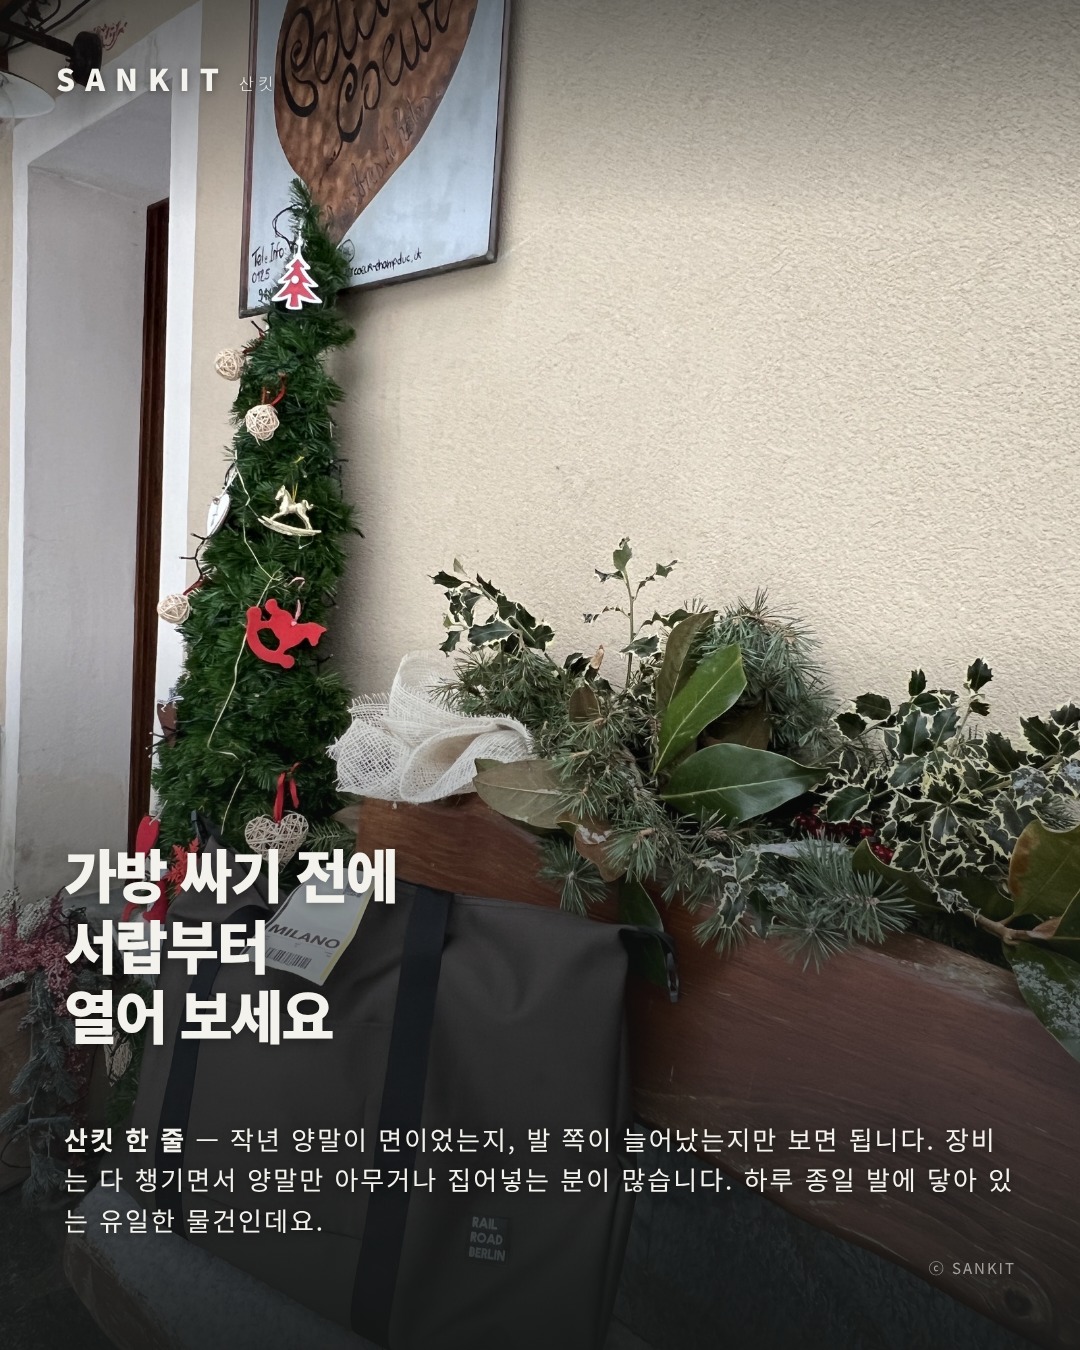 SANKIT 산킷
Coeur
Tel. Info:
0125
MILANO
가방 싸기 전에
서랍부터
열어 보세요
산킷 한 줄 — 작년 양말이 면이었는지, 발 쪽이 늘어났는지만 보면 됩니다. 장비
는 다 챙기면서 양말만 아무거나 집어넣는 분이 많습니다. 하루 종일 발에 닿아 있
는 유일한 물건인데요.
RAIL
ROAD
BERLIN
ⓒ SANKIT